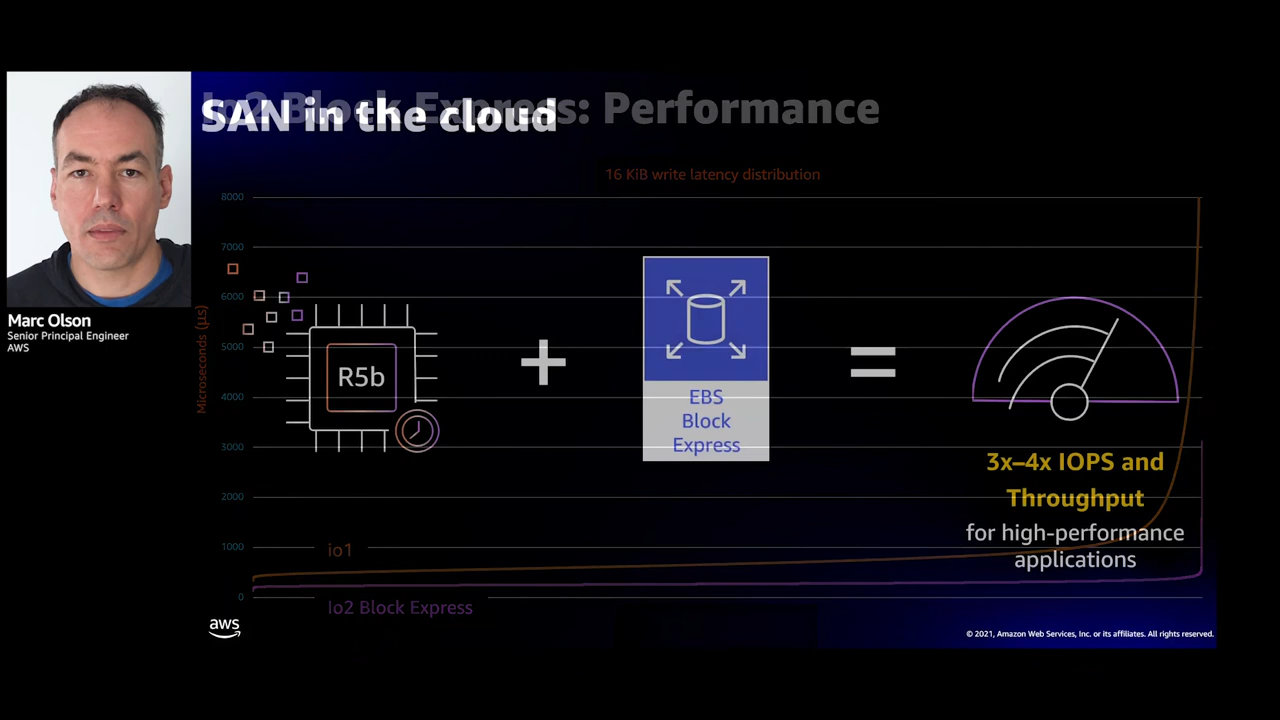 Io2 Block Express: Performance
SAN in the cloud
16 KiB write latency distribution
8000
7000
6000
5000
4000
3000
2000
1000
0
Microseconds (µs)
Marc Olson
Senior Principal Engineer
AWS
R5b
+
EBS
Block
Express
=
3x–4x IOPS and
Throughput
for high-performance
applications
io1
Io2 Block Express
aws
© 2021, Amazon Web Services, Inc. or its affiliates. All rights reserved.